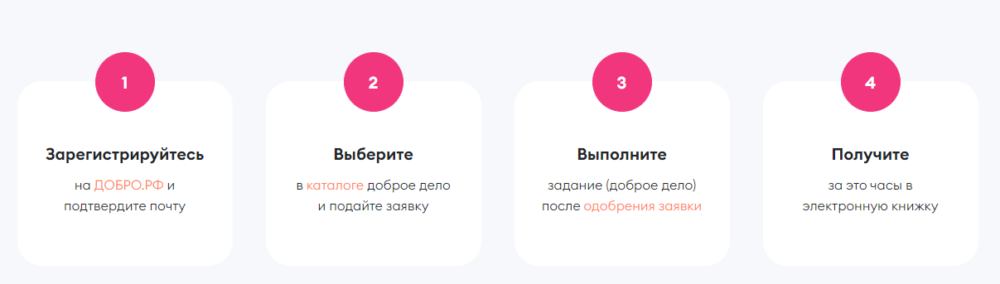 1
Зарегистрируйтесь
на ДОБРО.РФ и
подтвердите почту
2
Выберите
в каталоге доброе дело
и подайте заявку
3
Выполните
задание (доброе дело)
после одобрения заявки
4
Получите
за это часы в
электронную книжку